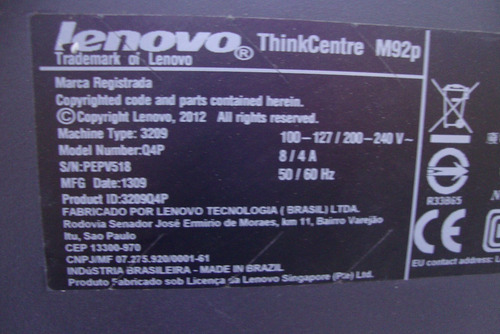 lenovo® ThinkCentre M92p
Trademark of Lenovo
Marca Registrada
Copyrighted code and parts contained herein.
©Copyright Lenovo, 2012 All rights reserved.
Machine Type: 3209 100-127/200-240 V~
Model Number:Q4P 8/4 A
S/N:PEPV518 50/60 Hz
MFG Date:1309
Product ID:3209Q4P
FABRICADO POR LENOVO TECNOLOGIA ( BRASIL) LTDA.
Rodovia Senador José Ermirio de Moraes, km 11, Bairro Varejão
Itu, Sao Paulo
CEP 13300-970
CNPJ/MF 07.275.920/0001-61
INDÚSTRIA BRASILEIRA - MADE IN BRAZIL
Produto Fabricado sob Licença da Lenovo Singapore (Pte) Ltd.
R33B65
CE
EU contact address: